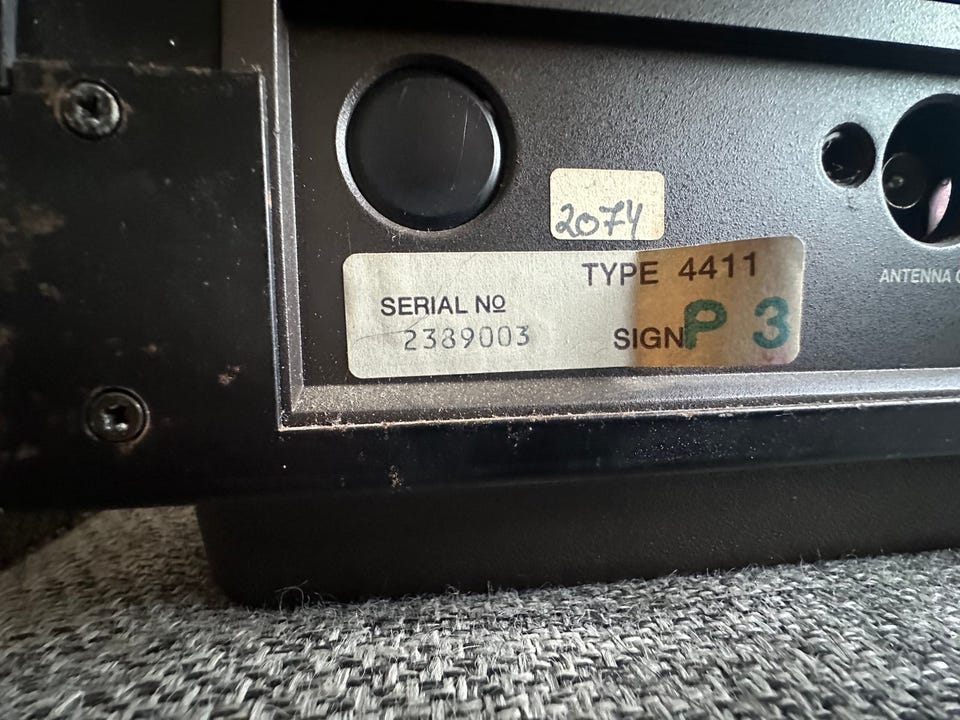 2074
TYPE 4411
SERIAL Nº
2389003
SIGN P 3
ANTENNA